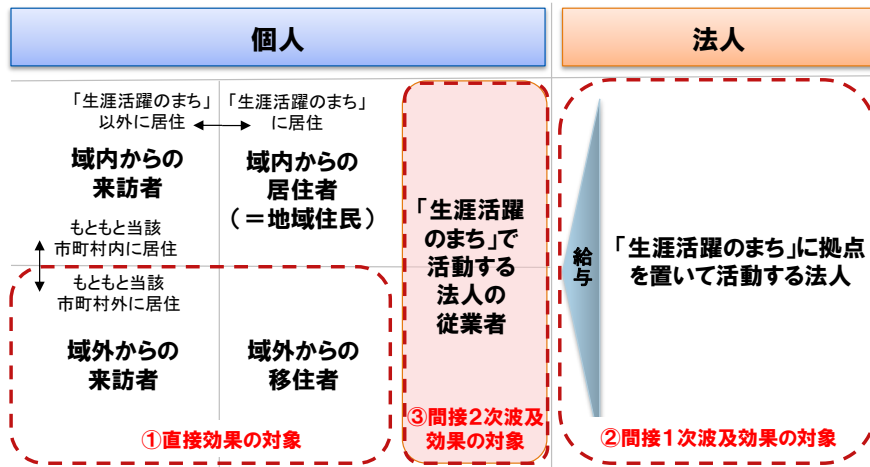 個人
法人
「生涯活躍のまち」
以外に居住
「生涯活躍のまち」
に居住
域内からの
来訪者
域内からの
居住者
(=地域住民)
もともと当該
市町村内に居住
もともと当該
市町村外に居住
域外からの
来訪者
域外からの
移住者
①直接効果の対象
「生涯活躍
のまち」で
活動する
法人の
従業者
③間接2次波及
効果の対象
給与
「生涯活躍のまち」に拠点
を置いて活動する法人
②間接1次波及効果の対象